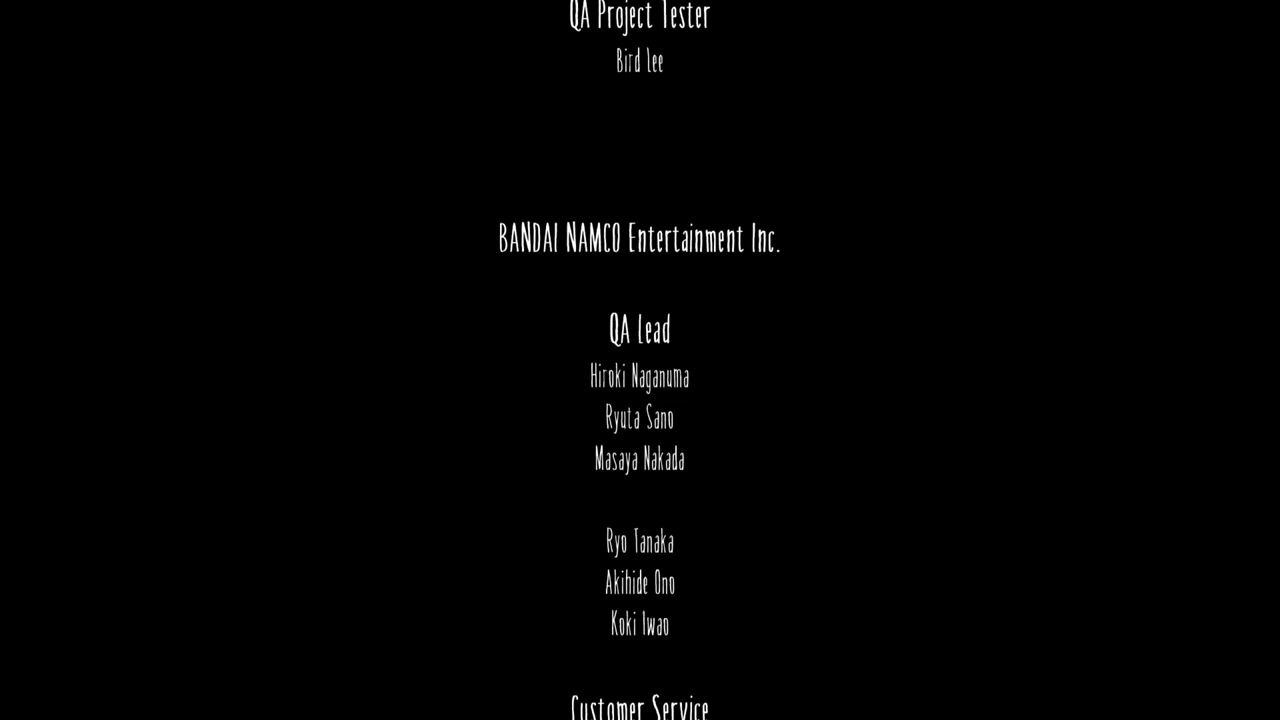 QA Project Tester
Bird Lee
BANDAI NAMCO Entertainment Inc.
QA Lead
Hiroki Naganuma
Ryuta Sano
Masaya Nakada
Ryo Tanaka
Akihide Ono
Koki Iwao
Customer Service